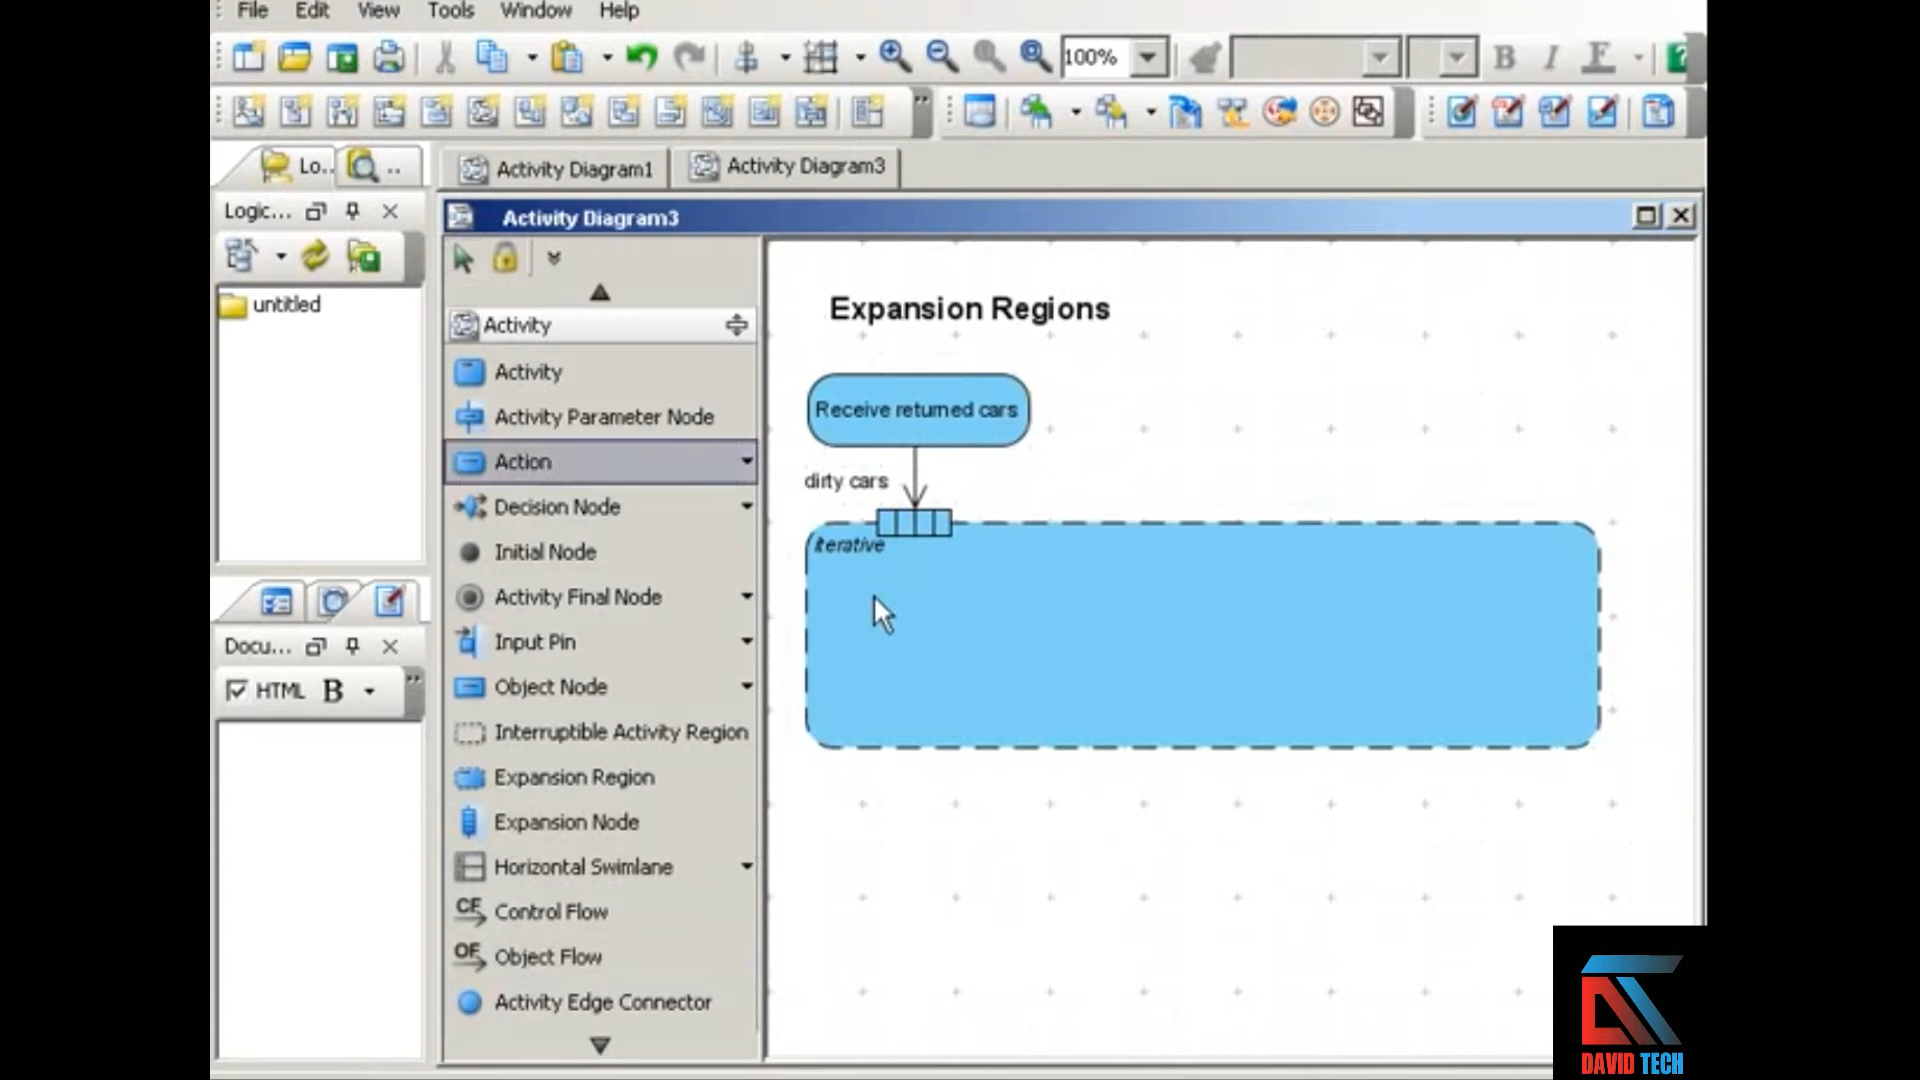 File Edit View Tools Window Help
100%
B I F
Lo.. ..
Activity Diagram1
Activity Diagram3
Logic...
Activity Diagram3
untitled
Activity
Activity
Activity Parameter Node
Action
Decision Node
Initial Node
Activity Final Node
Input Pin
Object Node
Interruptible Activity Region
Expansion Region
Expansion Node
Horizontal Swimlane
CF Control Flow
OF Object Flow
Activity Edge Connector
Docu...
HTML B
Expansion Regions
Receive returned cars
dirty cars
iterative
DAVID TECH